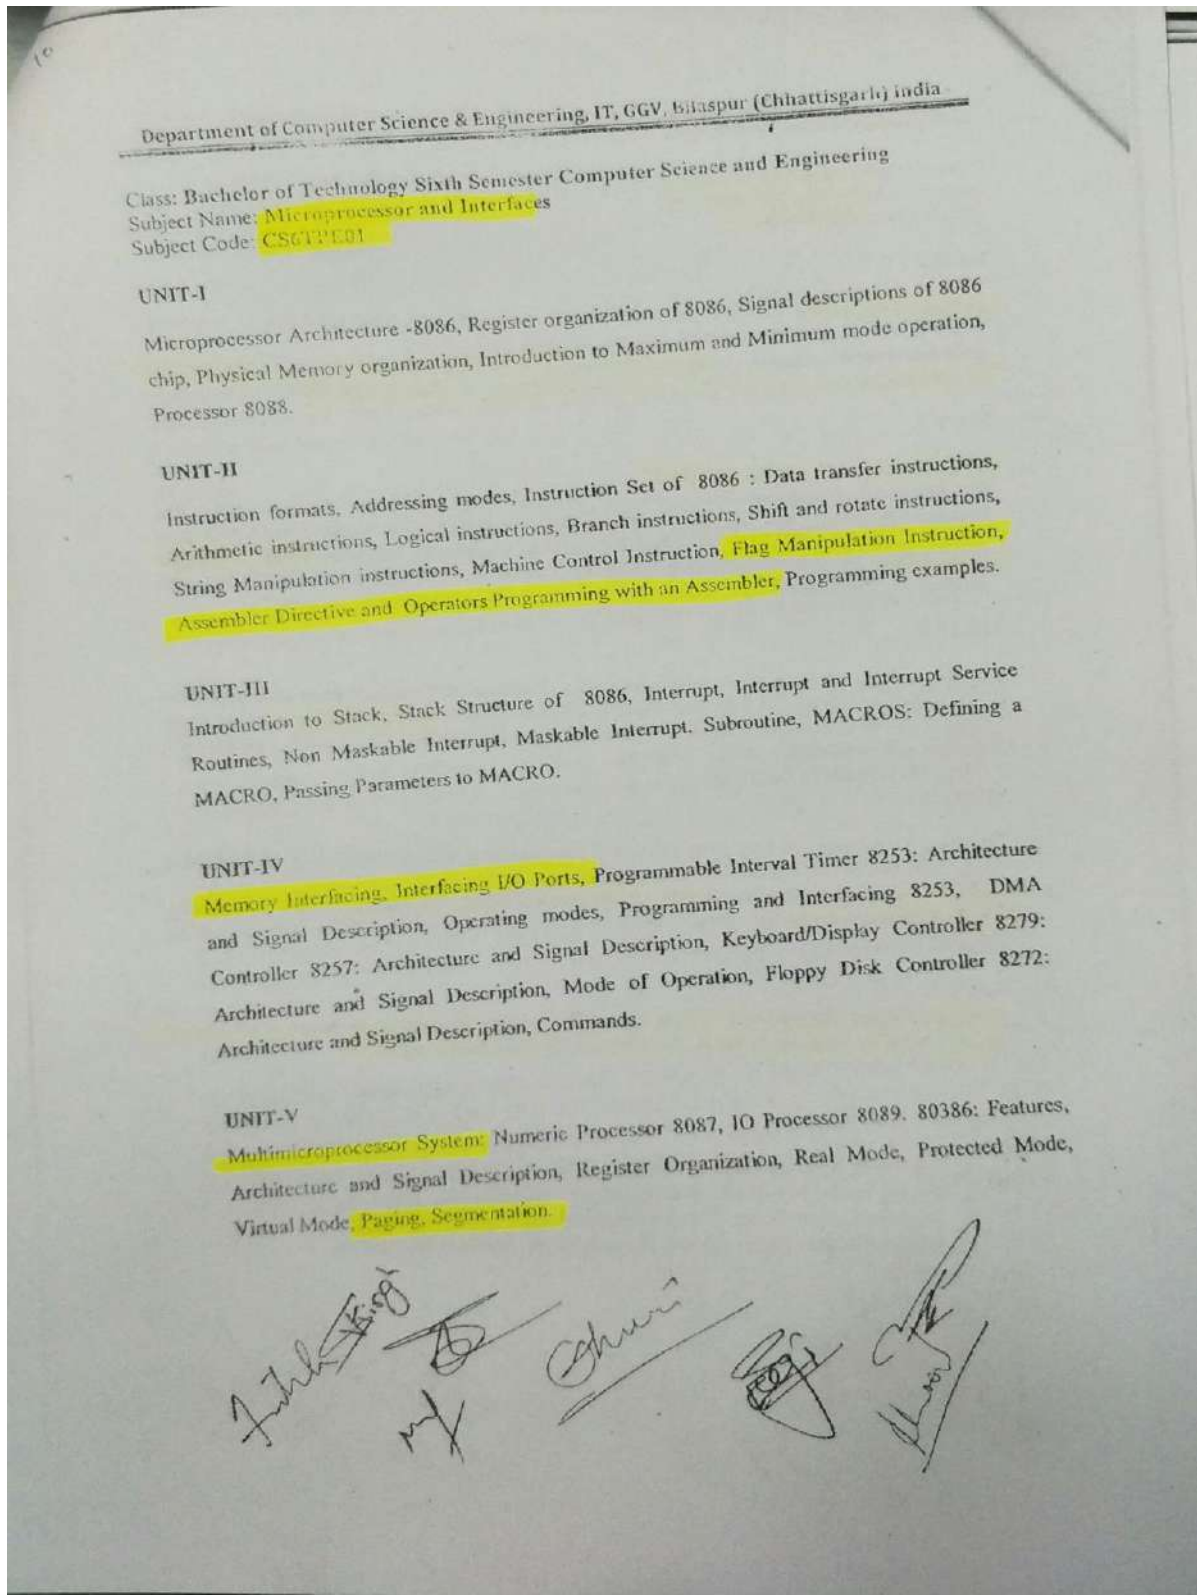 10
Department of Computer Science & Engineering, IT, GGV, Bilaspur (Chhattisgarh) india
Class: Bachelor of Technology Sixth Semester Computer Science and Engineering
Subject Name: Microprocessor and Interfaces
Subject Code: CS6TPE01
UNIT-I
Microprocessor Architecture -8086, Register organization of 8086, Signal descriptions of 8086
chip, Physical Memory organization, Introduction to Maximum and Minimum mode operation,
Processor 8088.
UNIT-II
Instruction formats, Addressing modes, Instruction Set of 8086 : Data transfer instructions,
Arithmetic instructions, Logical instructions, Branch instructions, Shift and rotate instructions,
String Manipulation instructions, Machine Control Instruction, Flag Manipulation Instruction,
Assembler Directive and Operators Programming with an Assembler, Programming examples.
UNIT-III
Introduction to Stack, Stack Structure of 8086, Interrupt, Interrupt and Interrupt Service
Routines, Non Maskable Interrupt, Maskable Interrupt. Subroutine, MACROS: Defining a
MACRO, Passing Parameters to MACRO.
UNIT-IV
Memory Interfacing, Interfacing I/O Ports, Programmable Interval Timer 8253: Architecture
and Signal Description, Operating modes, Programming and Interfacing 8253, DMA
Controller 8257: Architecture and Signal Description, Keyboard/Display Controller 8279:
Architecture and Signal Description, Mode of Operation, Floppy Disk Controller 8272:
Architecture and Signal Description, Commands.
UNIT-V
Multimicroprocessor System: Numeric Processor 8087, IO Processor 8089. 80386: Features,
Architecture and Signal Description, Register Organization, Real Mode, Protected Mode,
Virtual Mode, Paging, Segmentation.